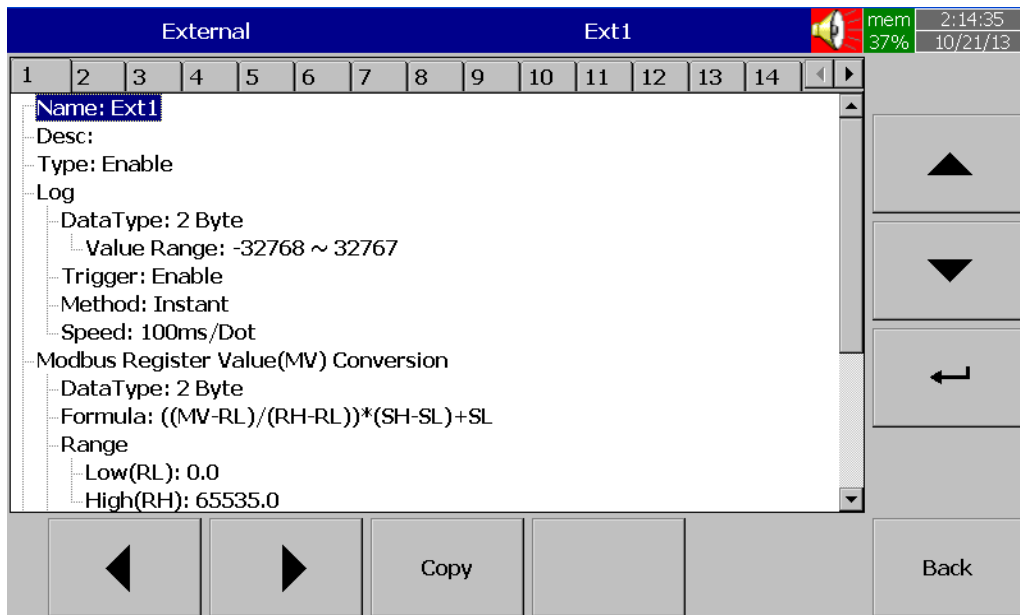 External Ext1 mem 2:14:35
37% 10/21/13
1 2 3 4 5 6 7 8 9 10 11 12 13 14
Name: Ext1
Desc:
Type: Enable
Log
DataType: 2 Byte
Value Range: -32768 ~ 32767
Trigger: Enable
Method: Instant
Speed: 100ms/Dot
Modbus Register Value(MV) Conversion
DataType: 2 Byte
Formula: ((MV-RL)/(RH-RL))*(SH-SL)+SL
Range
Low(RL): 0.0
High(RH): 65535.0
Copy Back